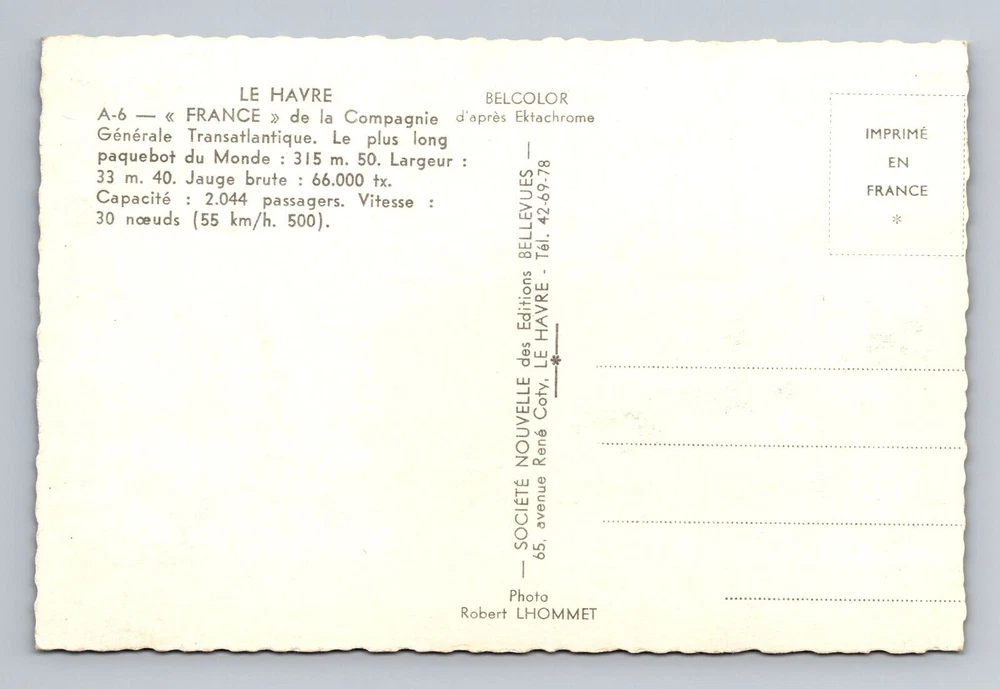 LE HAVRE
A-6 — « FRANCE » de la Compagnie
Générale Transatlantique. Le plus long
paquebot du Monde : 315 m. 50. Largeur :
33 m. 40. Jauge brute : 66.000 tx.
Capacité : 2.044 passagers. Vitesse :
30 nœuds (55 km/h. 500).
BELCOLOR
d'après Ektachrome
— SOCIÉTÉ NOUVELLE des Editions BELLEVUES —
65, avenue René Coty, LE HAVRE - Tél. 42-69-78
*
Photo
Robert LHOMMET
IMPRIMÉ
EN
FRANCE
*